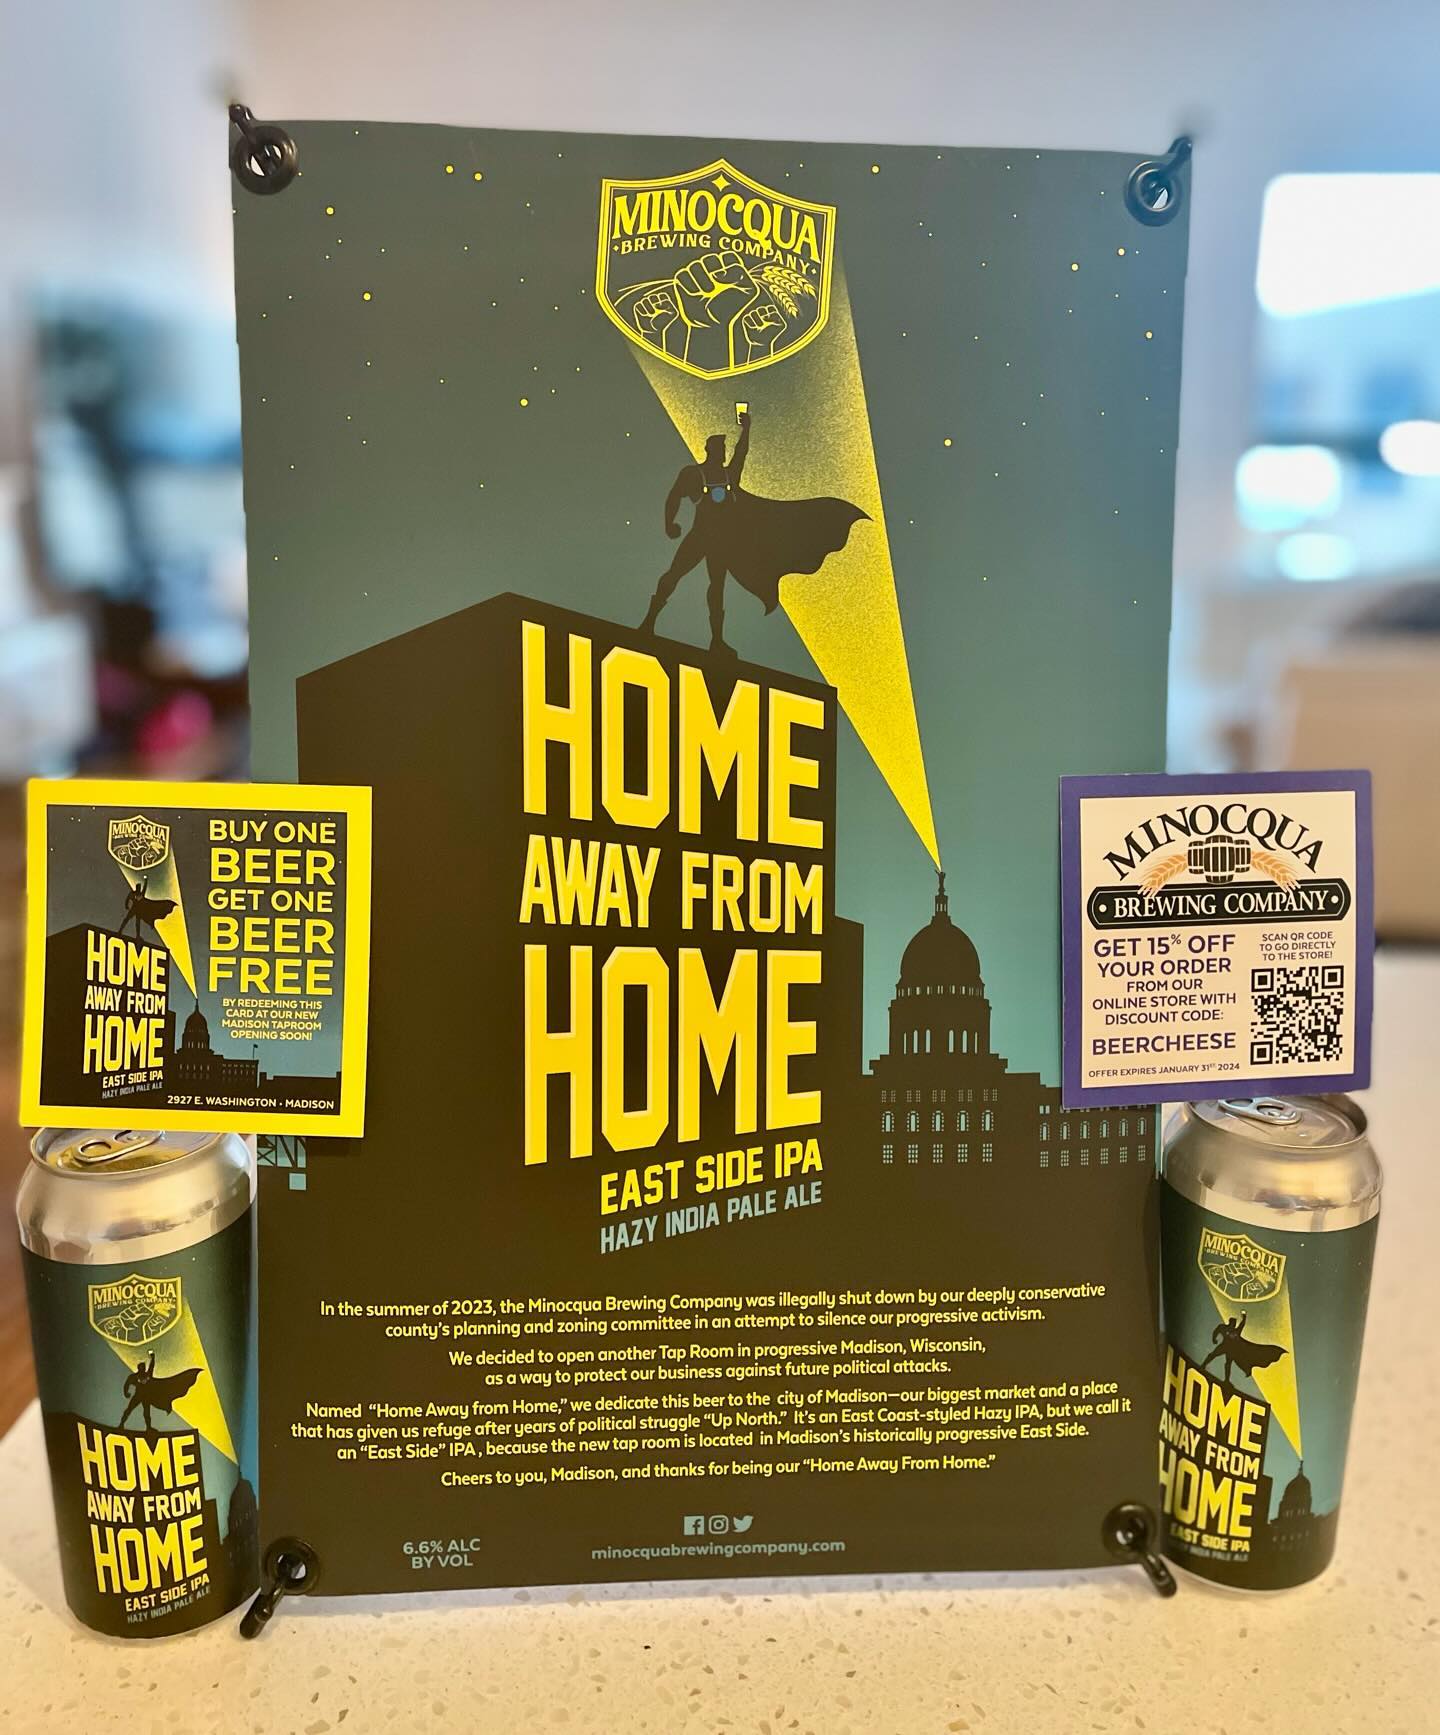 MINOCQUA
•BREWING COMPANY•
HOME
AWAY FROM
HOME
EAST SIDE IPA
HAZY INDIA PALE ALE
In the summer of 2023, the Minocqua Brewing Company was illegally shut down by our deeply conservative
county's planning and zoning committee in an attempt to silence our progressive activism.
We decided to open another Tap Room in progressive Madison, Wisconsin,
as a way to protect our business against future political attacks.
Named "Home Away from Home," we dedicate this beer to the city of Madison—our biggest market and a place
that has given us refuge after years of political struggle "Up North." It's an East Coast-styled Hazy IPA, but we call it
an "East Side" IPA, because the new tap room is located in Madison's historically progressive East Side.
Cheers to you, Madison, and thanks for being our "Home Away From Home."
6.6% ALC
BY VOL
minocquabrewingcompany.com
MINOCQUA
BREWING COMPANY
BUY ONE
BEER
GET ONE
BEER
FREE
BY REDEEMING THIS
CARD AT OUR NEW
MADISON TAPROOM
OPENING SOON!
HOME
AWAY FROM
HOME
EAST SIDE IPA
HAZY INDIA PALE ALE
2927 E. WASHINGTON • MADISON
MINOCQUA
• BREWING COMPANY •
GET 15% OFF
YOUR ORDER
FROM OUR
ONLINE STORE WITH
DISCOUNT CODE:
BEERCHEESE
SCAN QR CODE
TO GO DIRECTLY
TO THE STORE!
OFFER EXPIRES JANUARY 31ST 2024
MINOCQUA
BREWING COMPANY
HOME
AWAY FROM
HOME
EAST SIDE IPA
HAZY INDIA PALE ALE
MINOCQUA
BREWING COMPANY
HOME
AWAY FROM
HOME
EAST SIDE IPA
HAZY INDIA PALE ALE